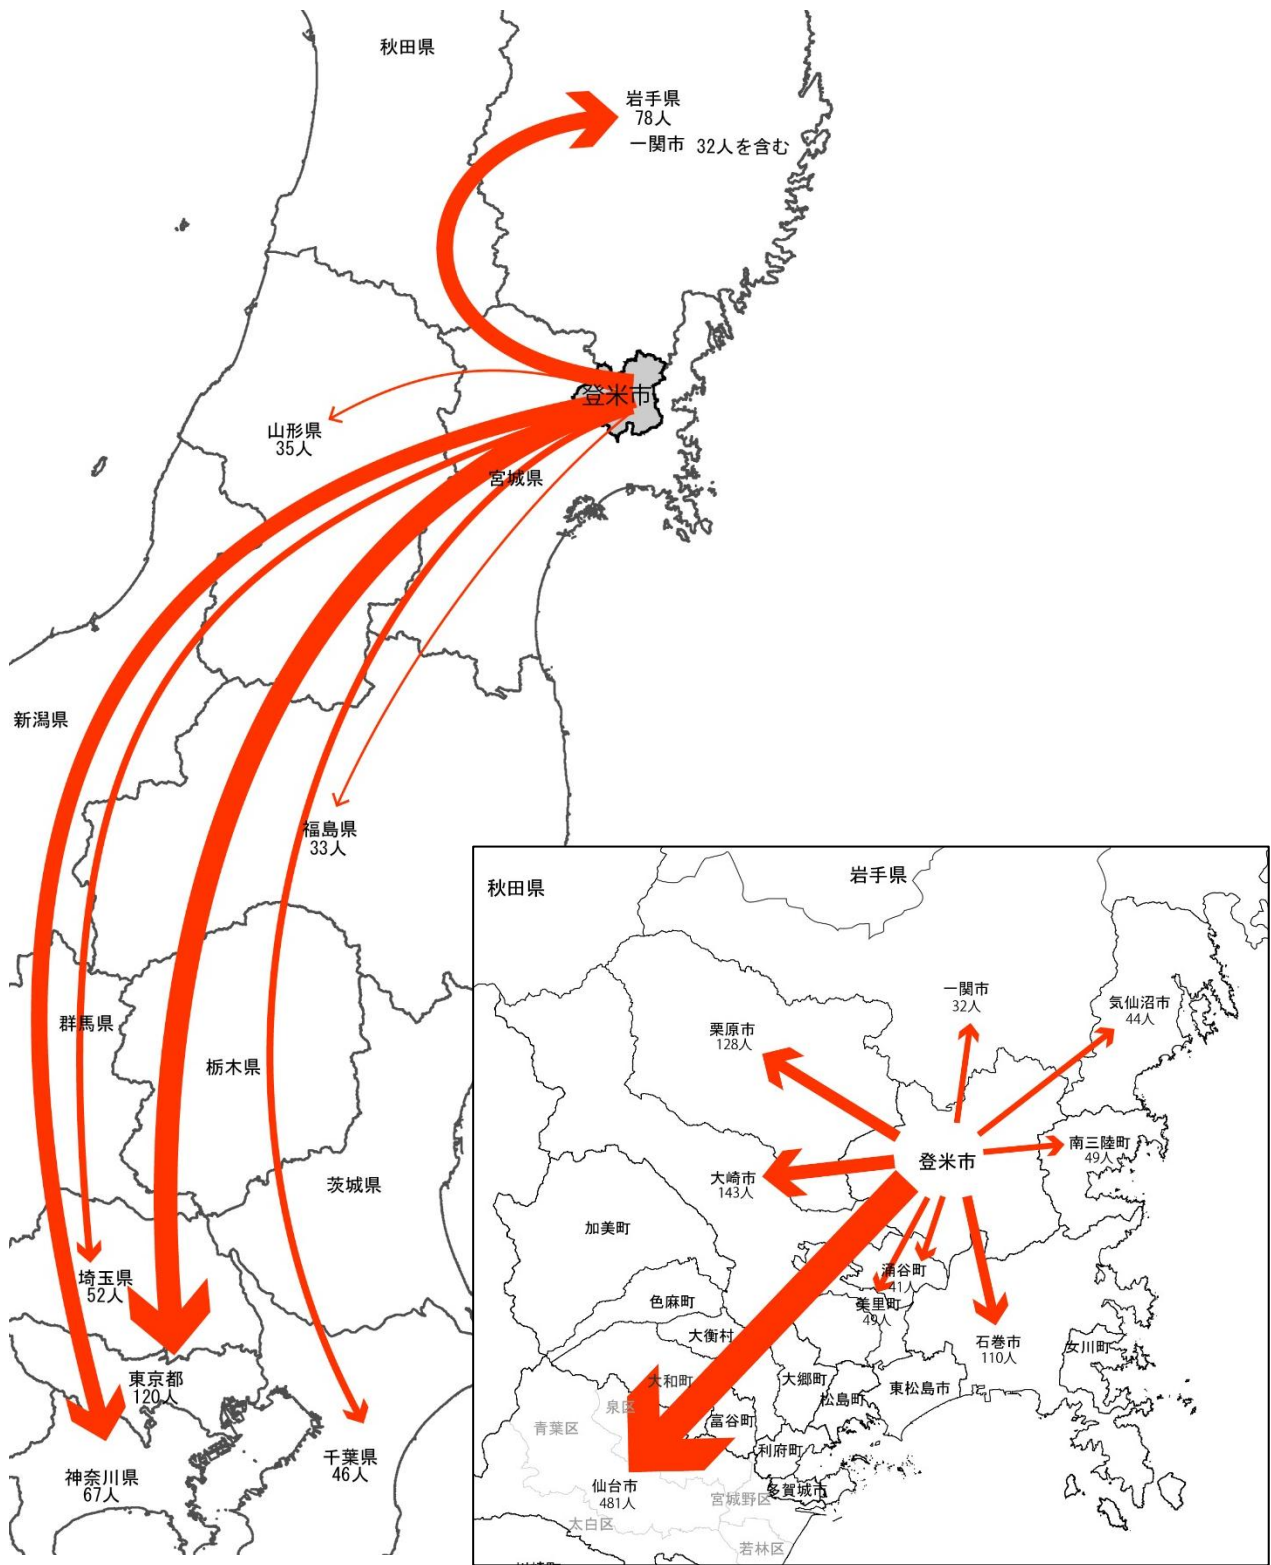 秋田県
岩手県
78人
一関市 32人を含む
登米市
山形県
35人
宮城県
新潟県
福島県
33人
群馬県
栃木県
茨城県
埼玉県
52人
東京都
120人
千葉県
46人
神奈川県
67人
秋田県
岩手県
一関市
32人
気仙沼市
44人
栗原市
128人
登米市
南三陸町
49人
大崎市
143人
加美町
涌谷町
41人
色麻町
美里町
49人
大衡村
石巻市
110人
女川町
大和町
大郷町
松島町
東松島市
泉区
青葉区
富谷町
利府町
仙台市
481人
宮城野区
多賀城市
太白区
若林区